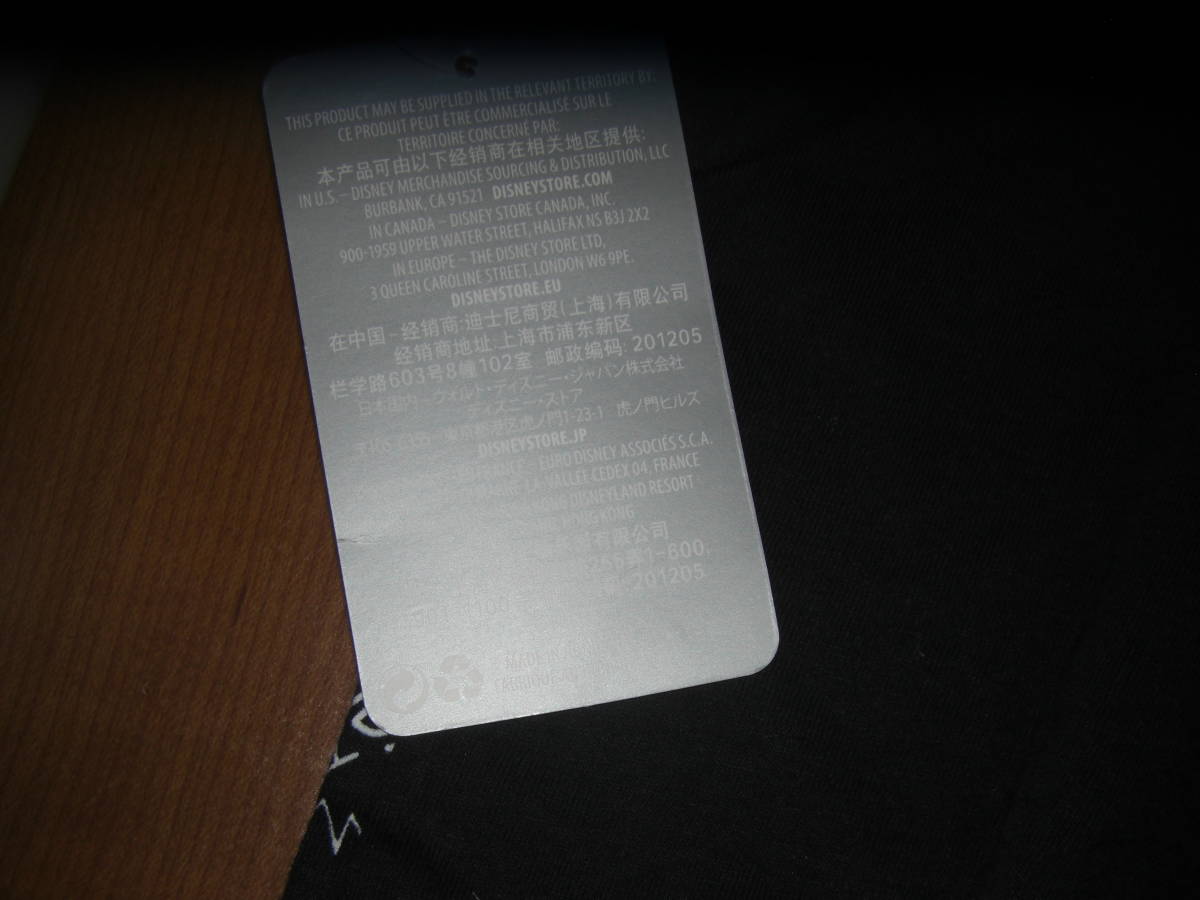 THIS PRODUCT MAY BE SUPPLIED IN THE RELEVANT TERRITORY BY:
CE PRODUIT PEUT ÊTRE COMMERCIALISÉ SUR LE
TERRITOIRE CONCERNÉ PAR:
本产品可由以下经销商在相关地区提供:
IN U.S. – DISNEY MERCHANDISE SOURCING & DISTRIBUTION, LLC
BURBANK, CA 91521 DISNEYSTORE.COM
IN CANADA – DISNEY STORE CANADA, INC.
900-1959 UPPER WATER STREET, HALIFAX NS B3J 2X2
IN EUROPE – THE DISNEY STORE LTD,
3 QUEEN CAROLINE STREET, LONDON W6 9PE.
DISNEYSTORE.EU
在中国 – 经销商:迪士尼商贸(上海)有限公司
经销商地址:上海市浦东新区
栏学路603号8幢102室 邮政编码: 201205
日本国内 ウォルト・ディズニー・ジャパン株式会社
ディズニー・ストア
東京都港区虎ノ門1-23-1 虎ノ門ヒルズ
DISNEYSTORE.JP
FRANCE EURO DISNEY ASSOCIÉS S.C.A.
LA-VALLÉE CEDEX 04, FRANCE
DISNEYLAND RESORT
HONG KONG
有限公司
1-600,
201205
100
MADE IN